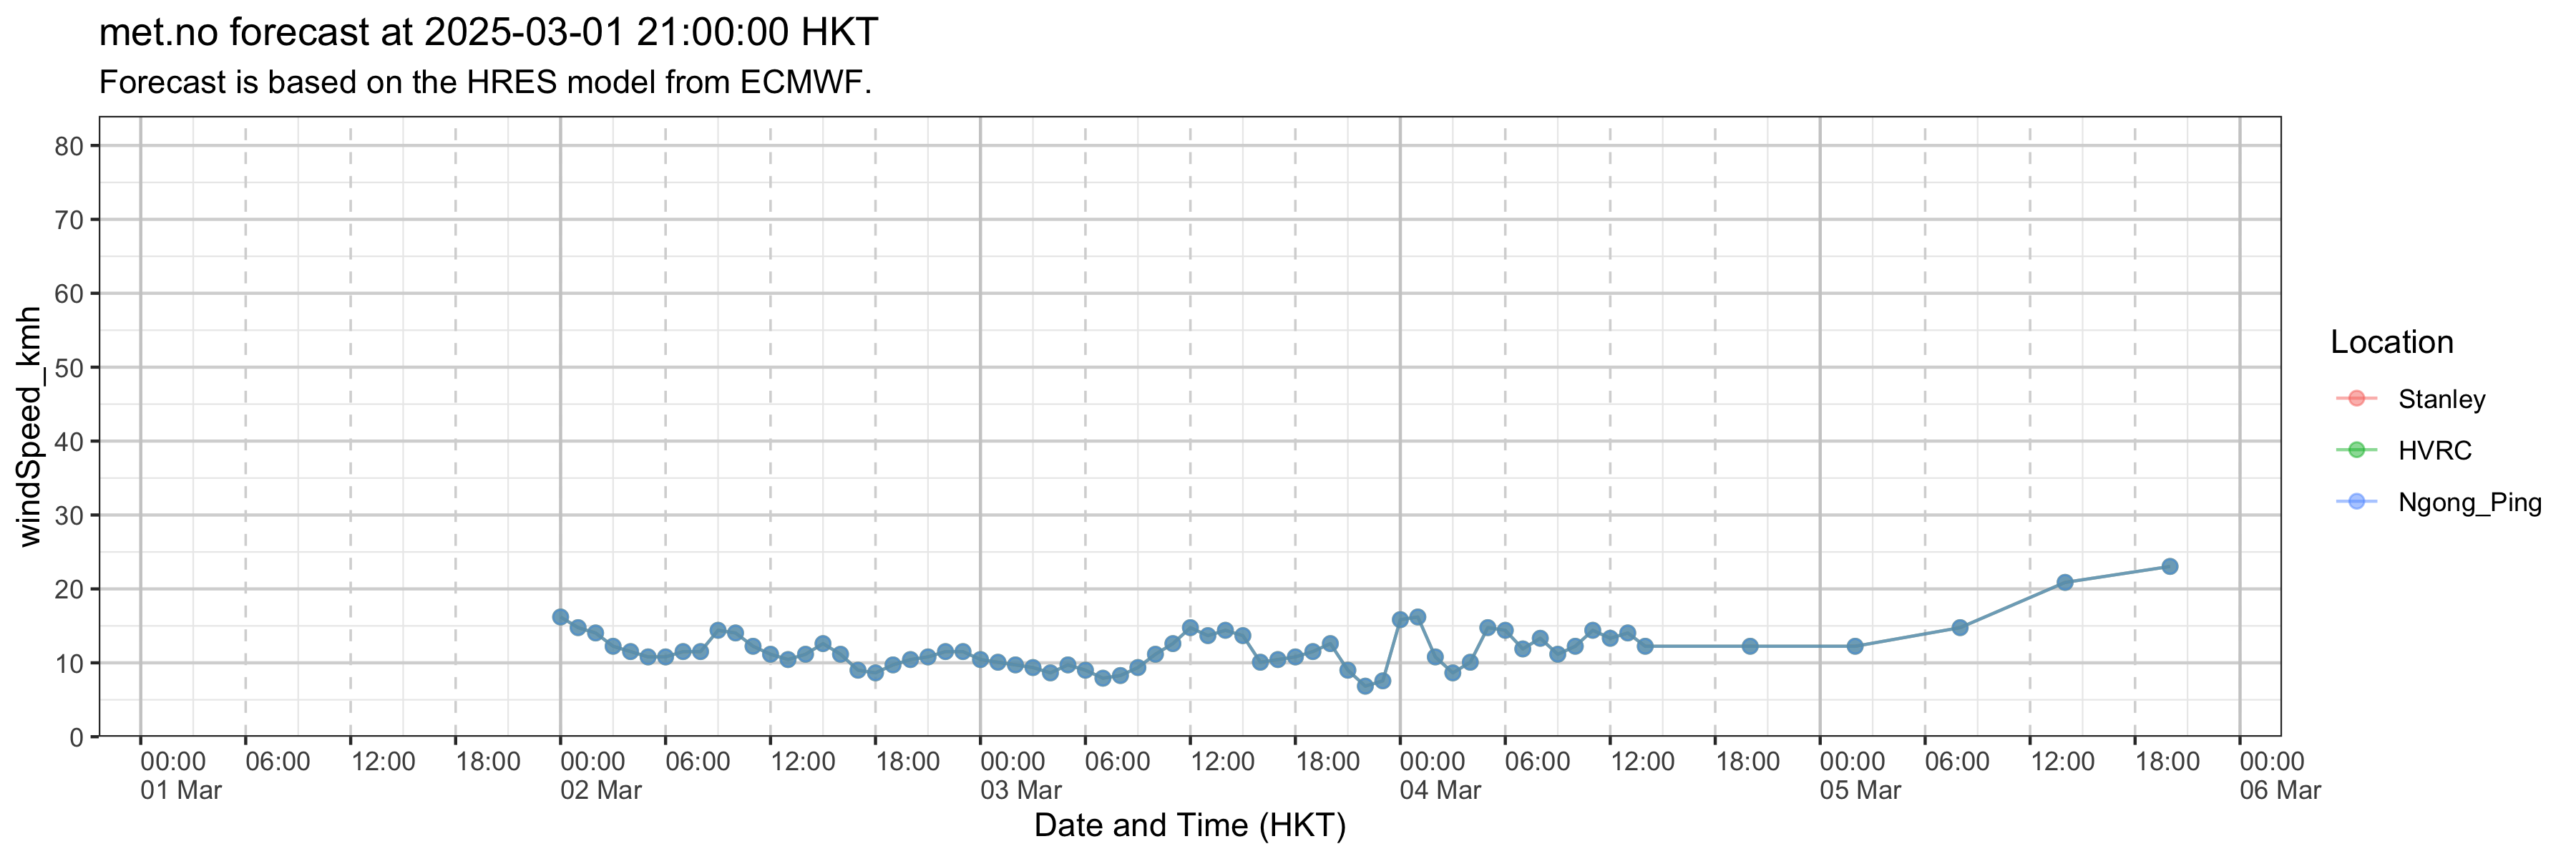 met.no forecast at 2025-03-01 21:00:00 HKT
Forecast is based on the HRES model from ECMWF.
windSpeed_kmh
80
70
60
50
40
30
20
10
0
00:00 06:00 12:00 18:00 00:00 06:00 12:00 18:00 00:00 06:00 12:00 18:00 00:00 06:00 12:00 18:00 00:00 06:00 12:00 18:00 00:00
01 Mar 02 Mar 03 Mar 04 Mar 05 Mar 06 Mar
Date and Time (HKT)
Location
Stanley
HVRC
Ngong_Ping